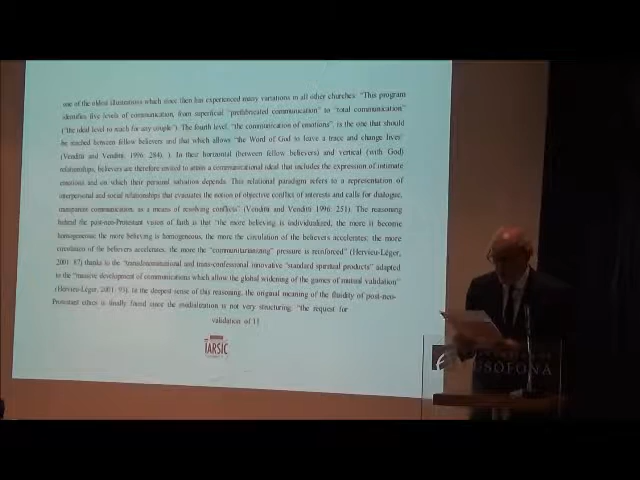 one of the oldest illustrations which since then has experienced many variations in all other churches: "This program
identifies five levels of communication, from superficial "prefabricated communication" to "total communication"
("the ideal level to reach for any couple"). The fourth level, "the communication of emotions", is the one that should
be reached between fellow believers and that which allows "the Word of God to leave a trace and change lives"
(Vendini and Vendini, 1996: 284). ). In their horizontal (between fellow believers) and vertical (with God)
relationships, believers are therefore invited to attain a communicational ideal that includes the expression of intimate
emotions and on which their personal salvation depends. This relational paradigm refers to a representation of
interpersonal and social relationships that evacuates the notion of objective conflict of interests and calls for dialogue,
transparent communication, as a means of resolving conflicts" (Vendini and Vendini 1996: 251). The reasoning
behind the post-neo-Protestant vision of faith is that "the more believing is individualized, the more it become
homogeneous; the more believing is homogeneous, the more the circulation of the believers accelerates; the more
circulation of the believers accelerates, the more the "communitarianising" pressure is reinforced" (Hervieu-Léger,
2001: 87) thanks to the "transdenominational and trans-confessional innovative "standard spiritual products" adapted
to the "massive development of communications which allow the global widening of the games of mutual validation"
(Hervieu-Léger, 2001: 93). In the deepest sense of this reasoning, the original meaning of the fluidity of post-neo-
Protestant ethics is finally found since the mediatization is not very structuring: "the request for
validation of
TARSIC
USÓFONA